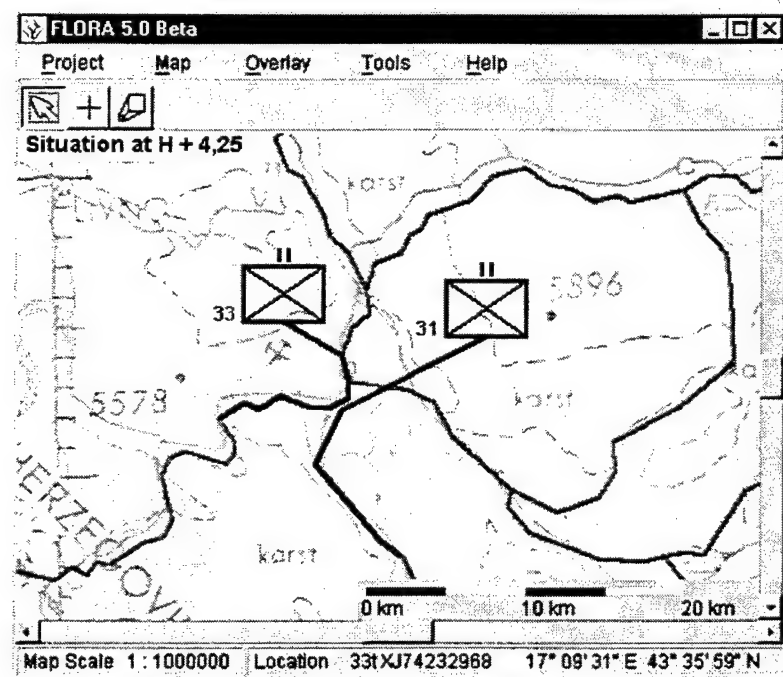 FLORA 5.0 Beta
Project Map Overlay Tools Help
Situation at H + 4,25
karst
II
II
33
5896
31
5578
karst
karst
0 km 10 km 20 km
Map Scale 1 : 1000000 Location 33tXJ74232968 17" 09'31" E 43" 35'59" N